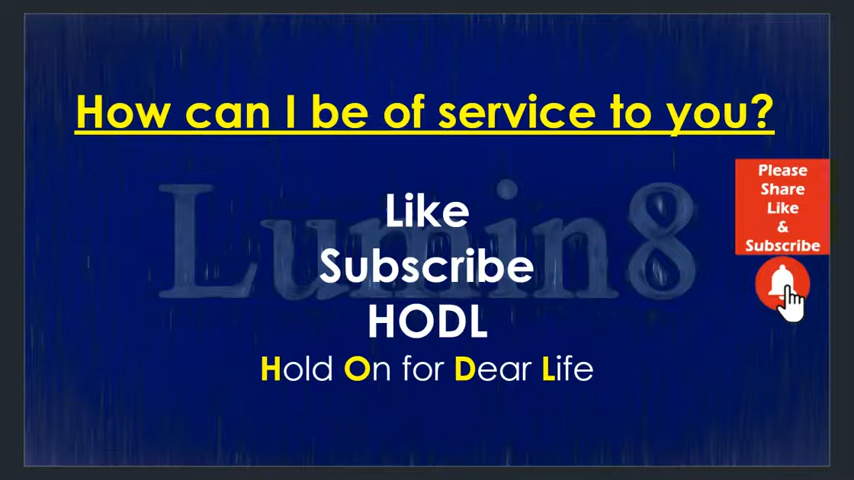 How can I be of service to you?
Lumin8
Like
Subscribe
HODL
Hold On for Dear Life
Please
Share
Like
&
Subscribe